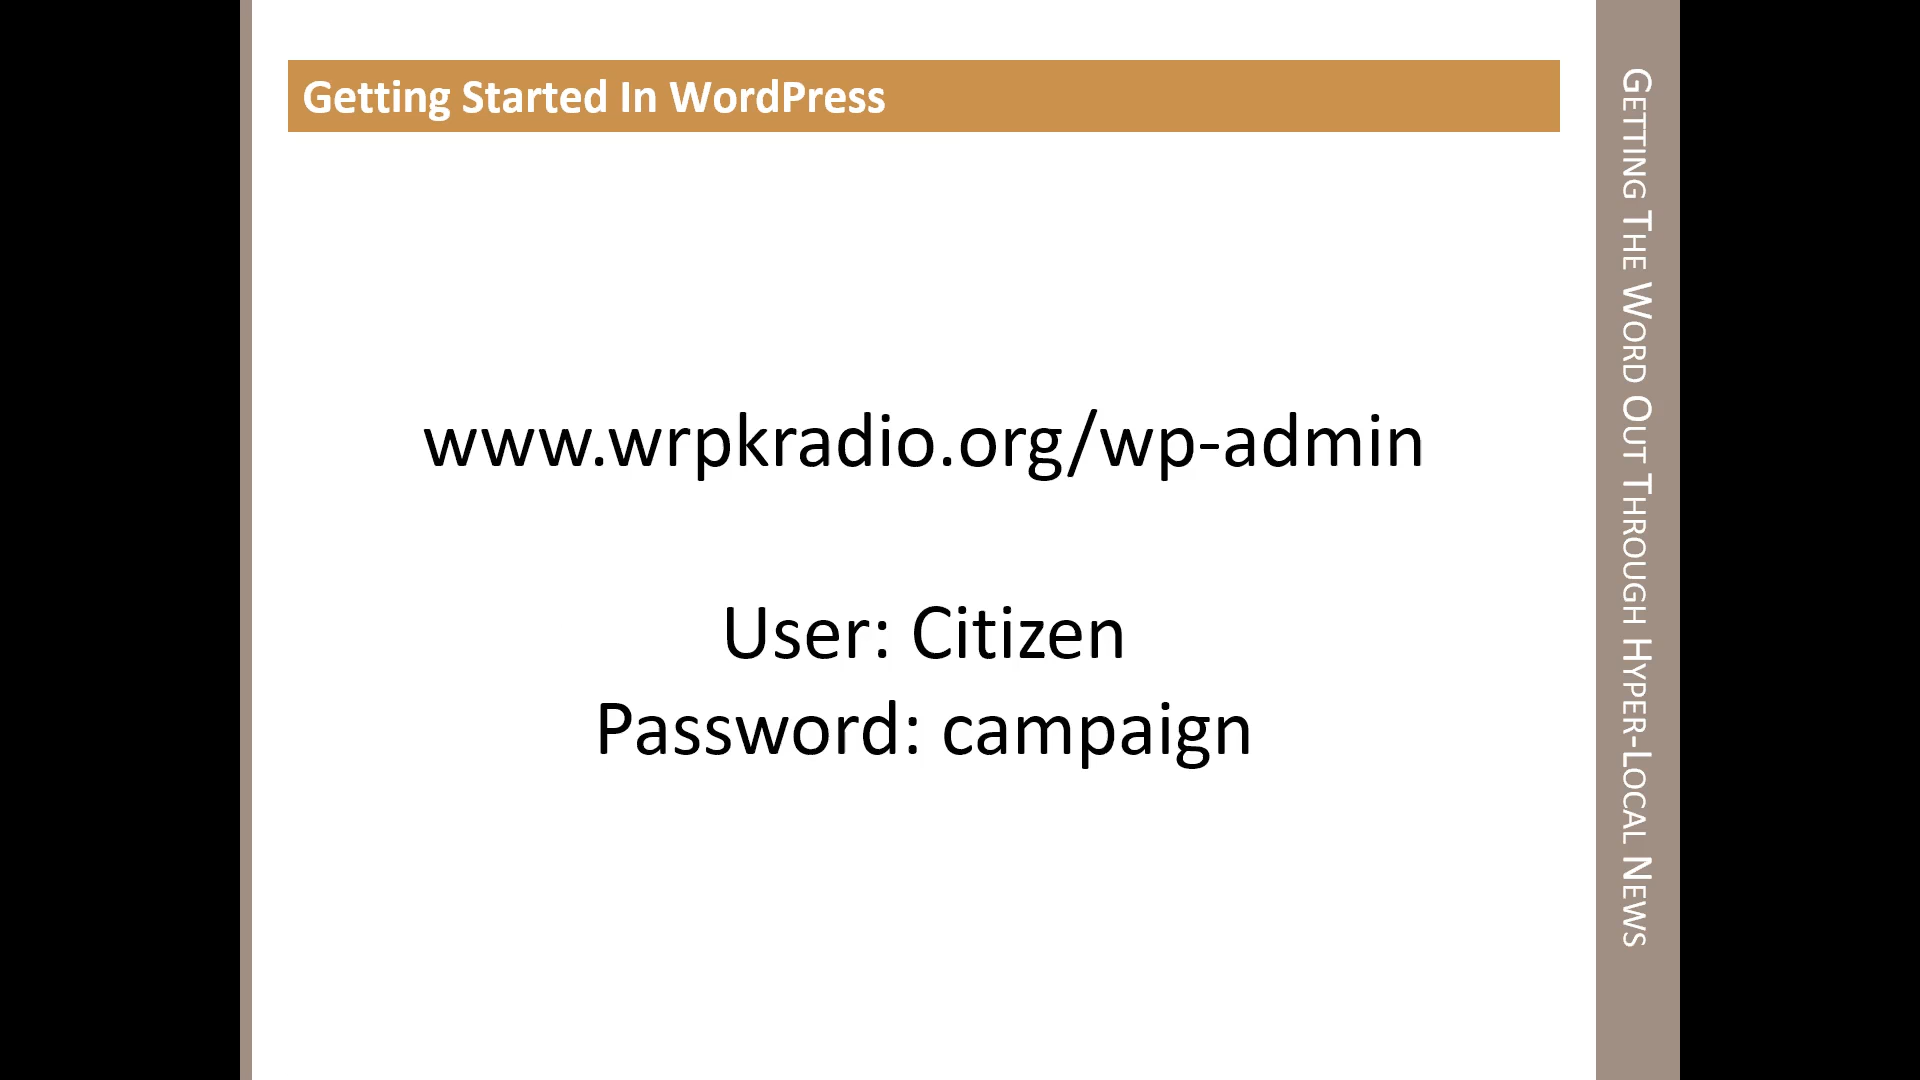 Getting Started In WordPress
www.wrpkradio.org/wp-admin
User: Citizen
Password: campaign
Getting The Word Out Through Hyper-Local News